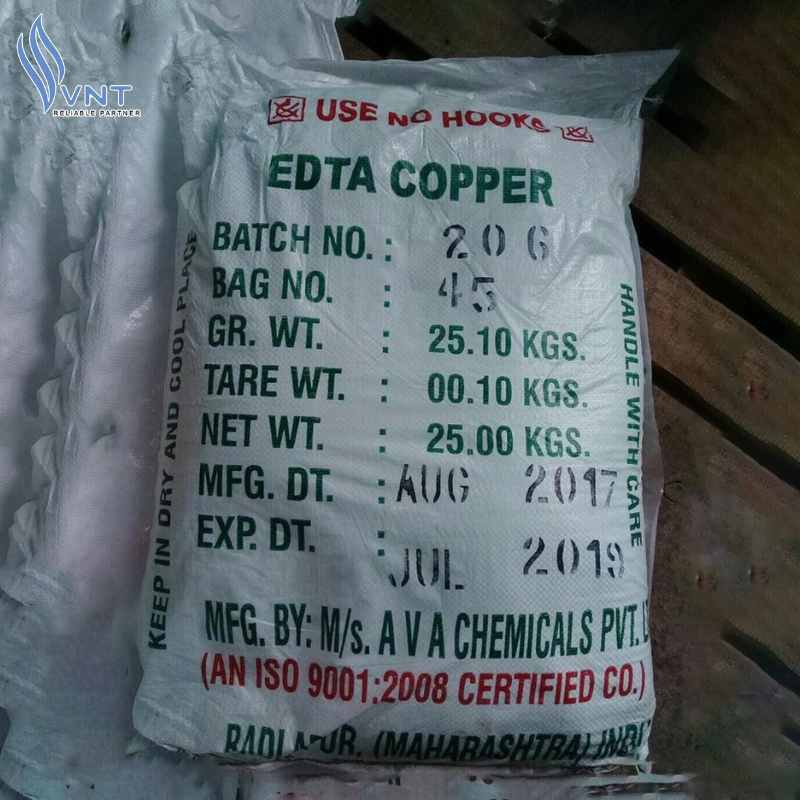 VNT
RELIABLE PARTNER
USE NO HOOKS
EDTA COPPER
BATCH NO. : 206
BAG NO. : 45
GR. WT. : 25.10 KGS.
TARE WT. : 00.10 KGS.
NET WT. : 25.00 KGS.
MFG. DT. : AUG 2017
EXP. DT. : JUL 2019
MFG. BY: M/s. A V A CHEMICALS PVT.
(AN ISO 9001:2008 CERTIFIED CO.)
(MAHARASHTRA)
KEEP IN DRY AND COOL PLACE
HANDLE WITH CARE